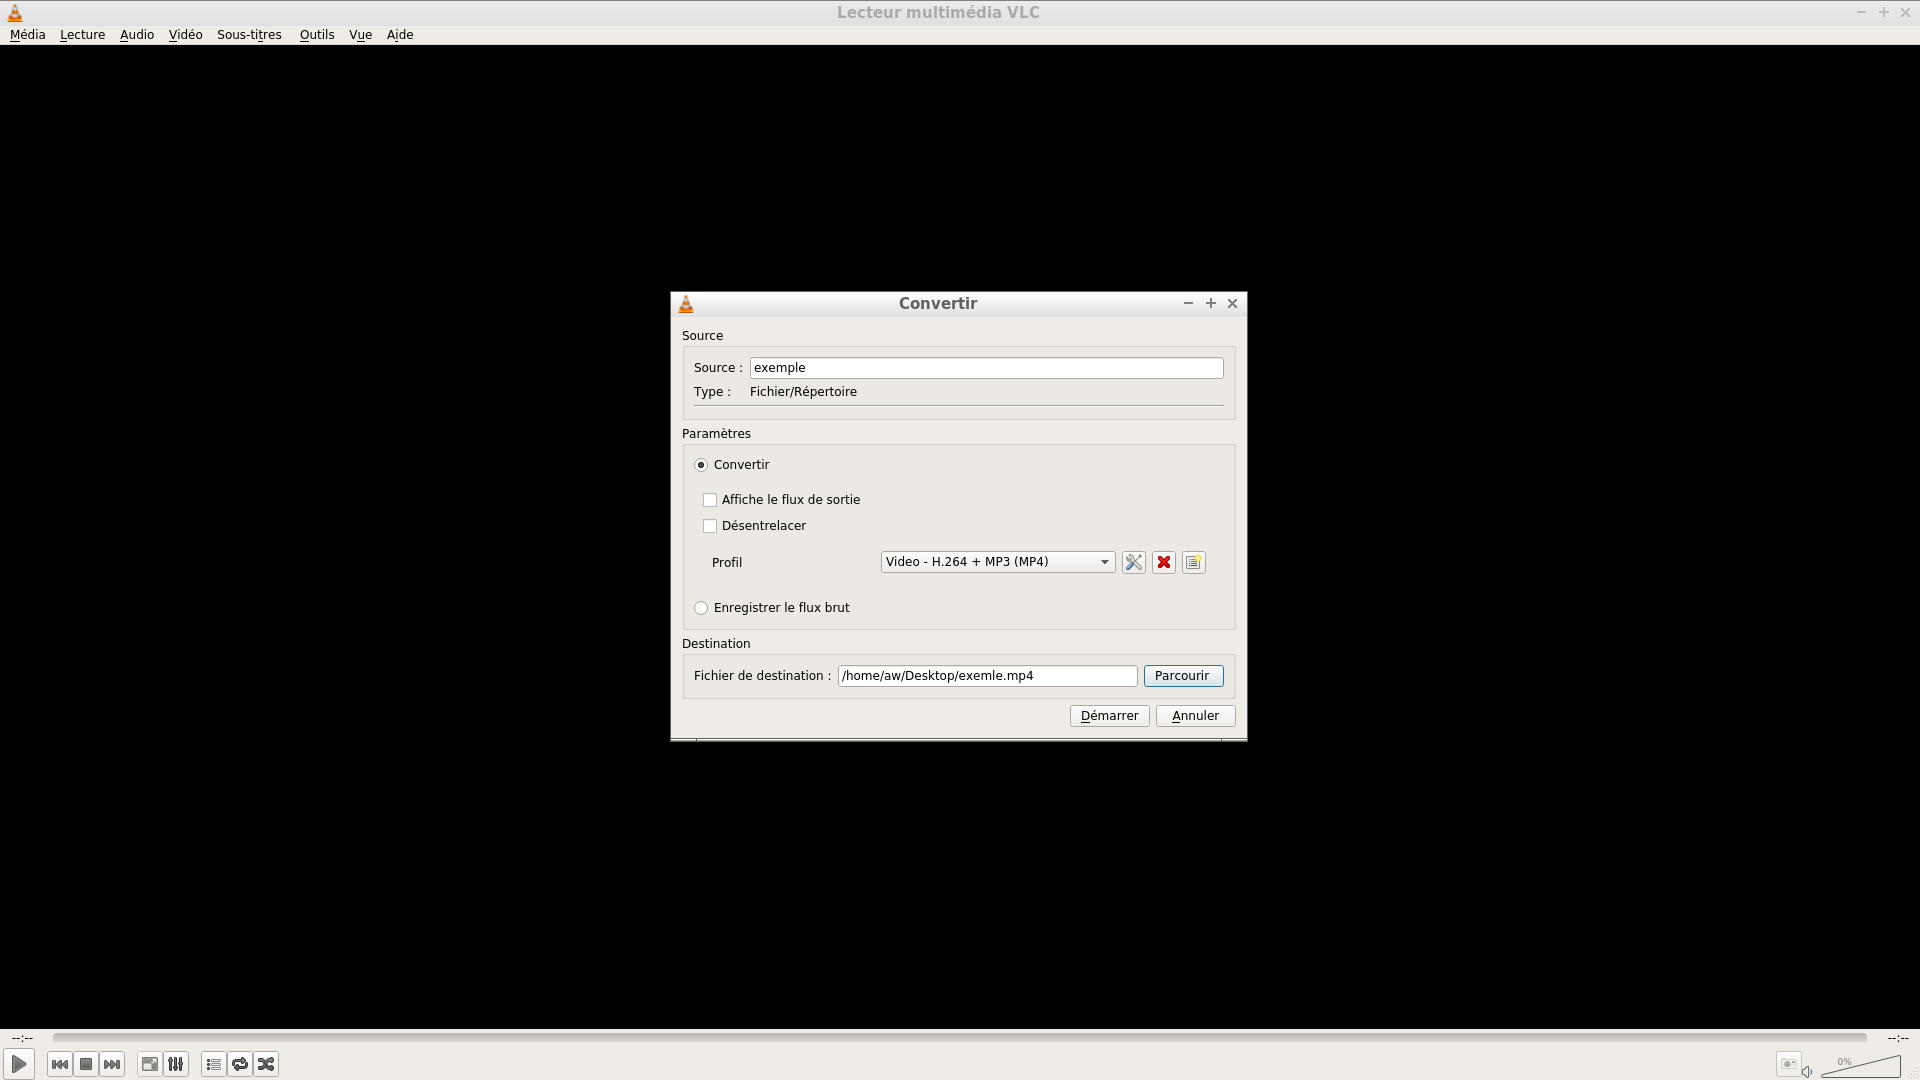 Lecteur multimédia VLC
Média Lecture Audio Vidéo Sous-titres Outils Vue Aide
Convertir
Source
Source : exemple
Type : Fichier/Répertoire
Paramètres
Convertir
Affiche le flux de sortie
Désentrelacer
Profil Video - H.264 + MP3 (MP4)
Enregistrer le flux brut
Destination
Fichier de destination : /home/aw/Desktop/exemle.mp4 Parcourir
Démarrer Annuler
--:-- --:--
0%